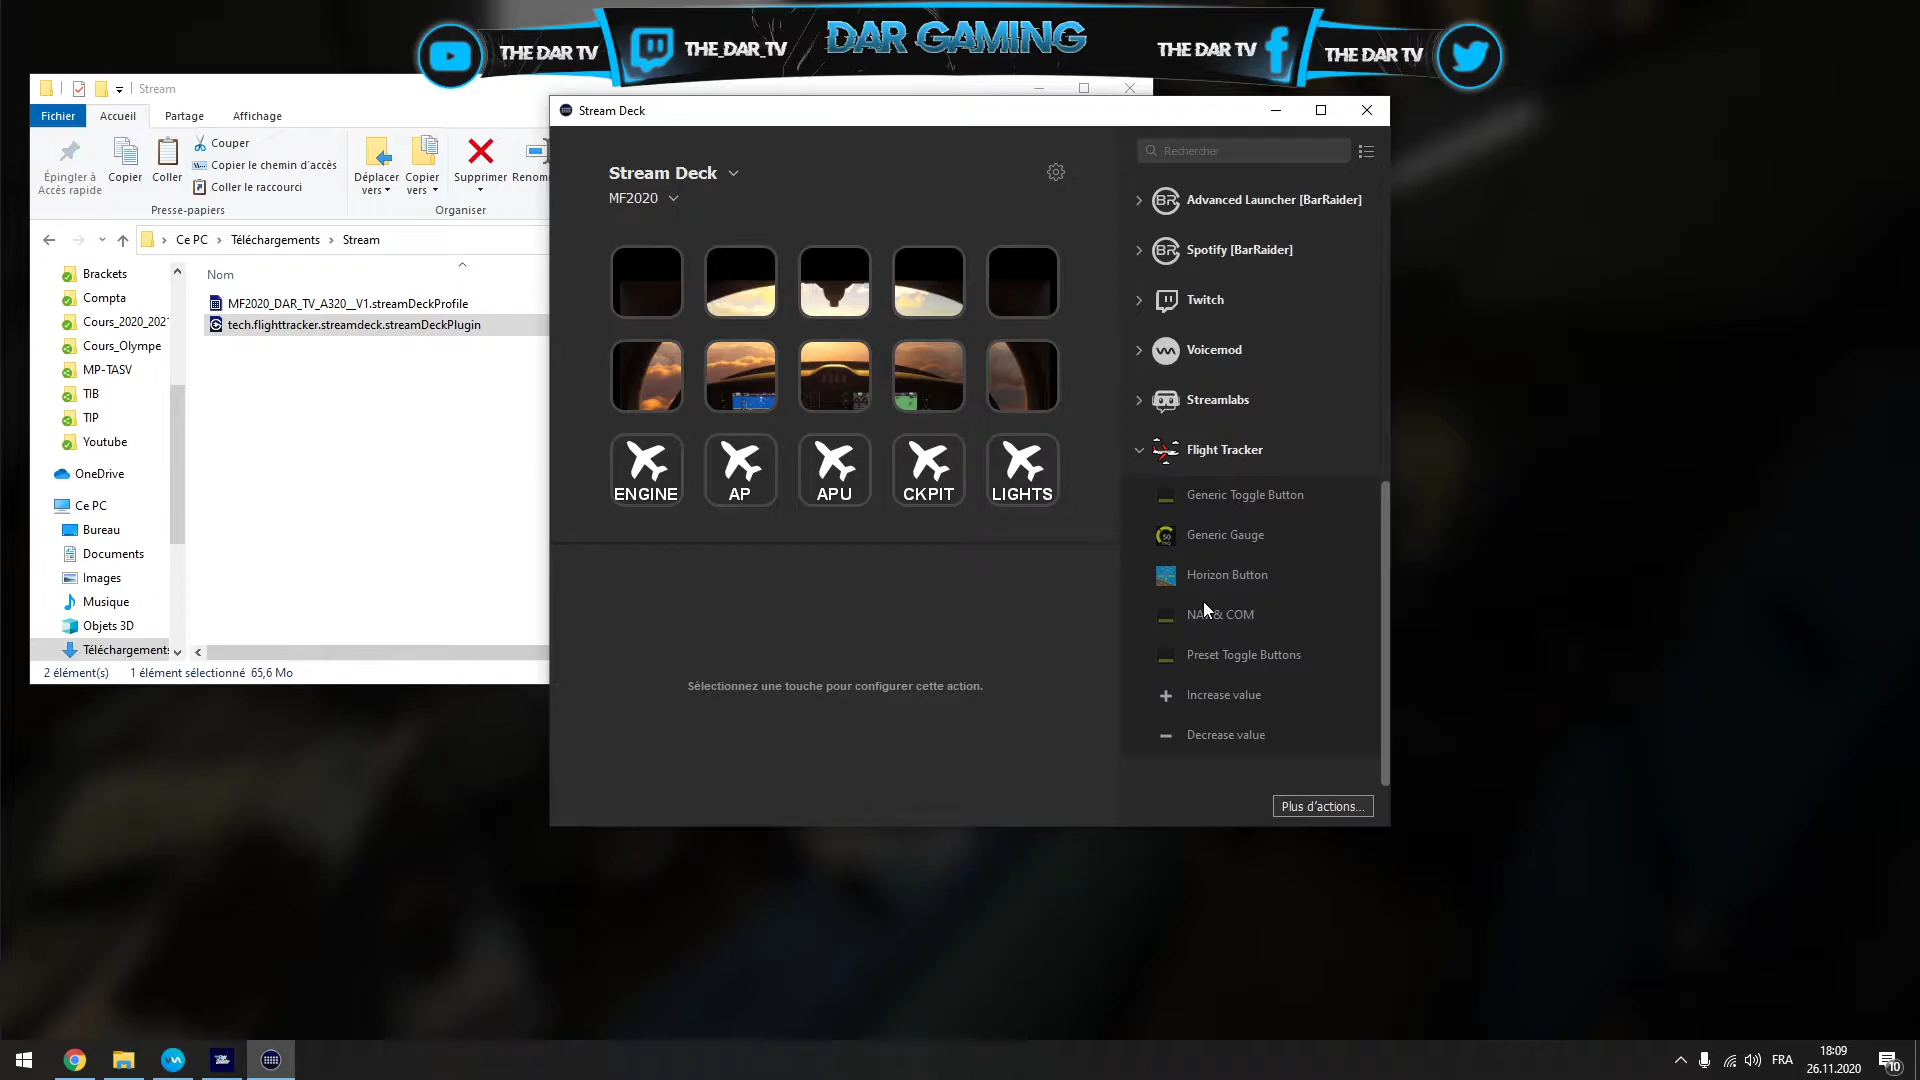 THE DAR TV
THE_DAR_TV
DAR GAMING
THE DAR TV
THE DAR TV
Stream
Fichier
Accueil
Partage
Affichage
Épingler à
Accès rapide
Copier
Coller
Couper
Copier le chemin d'accès
Coller le raccourci
Déplacer
vers
Copier
vers
Supprimer
Renom
Presse-papiers
Organiser
Ce PC
Téléchargements
Stream
Nom
MF2020_DAR_TV_A320__V1.streamDeckProfile
tech.flighttracker.streamdeck.streamDeckPlugin
Brackets
Compta
Cours_2020_202
Cours_Olympe
MP-TASV
TIB
TIP
Youtube
OneDrive
Ce PC
Bureau
Documents
Images
Musique
Objets 3D
Téléchargements
2 élément(s)
1 élément sélectionné 65,6 Mo
Stream Deck
Stream Deck
MF2020
ENGINE
AP
APU
CKPIT
LIGHTS
Sélectionnez une touche pour configurer cette action.
Rechercher
BR Advanced Launcher [BarRaider]
BR Spotify [BarRaider]
Twitch
Voicemod
Streamlabs
Flight Tracker
Generic Toggle Button
50
Generic Gauge
Horizon Button
& COM
Preset Toggle Buttons
Increase value
Decrease value
Plus d'actions...
FRA
18:09
26.11.2020
10